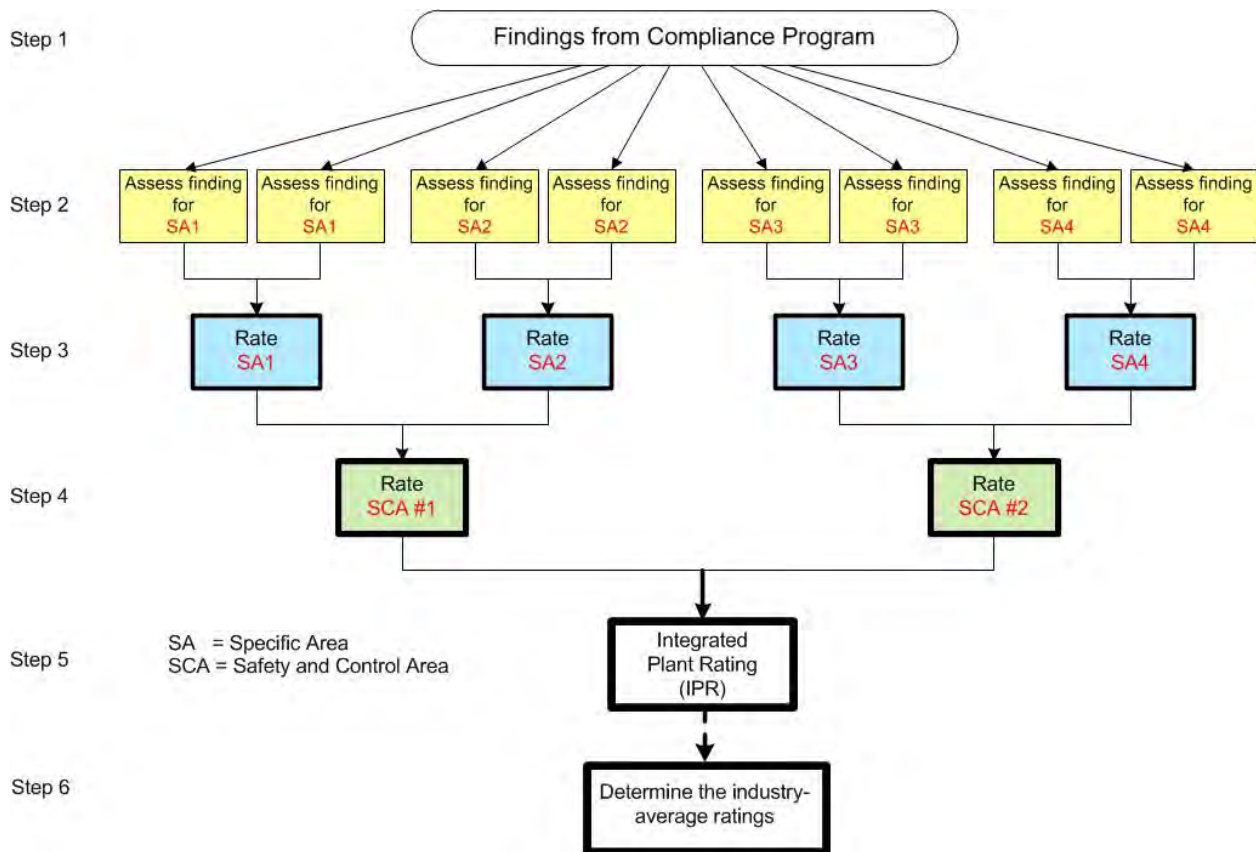 Step 1
Findings from Compliance Program
Step 2
Assess finding
for
SA1
Assess finding
for
SA1
Assess finding
for
SA2
Assess finding
for
SA2
Assess finding
for
SA3
Assess finding
for
SA3
Assess finding
for
SA4
Assess finding
for
SA4
Step 3
Rate
SA1
Rate
SA2
Rate
SA3
Rate
SA4
Step 4
Rate
SCA #1
Rate
SCA #2
Step 5
SA = Specific Area
SCA = Safety and Control Area
Integrated
Plant Rating
(IPR)
Step 6
Determine the industry-
average ratings